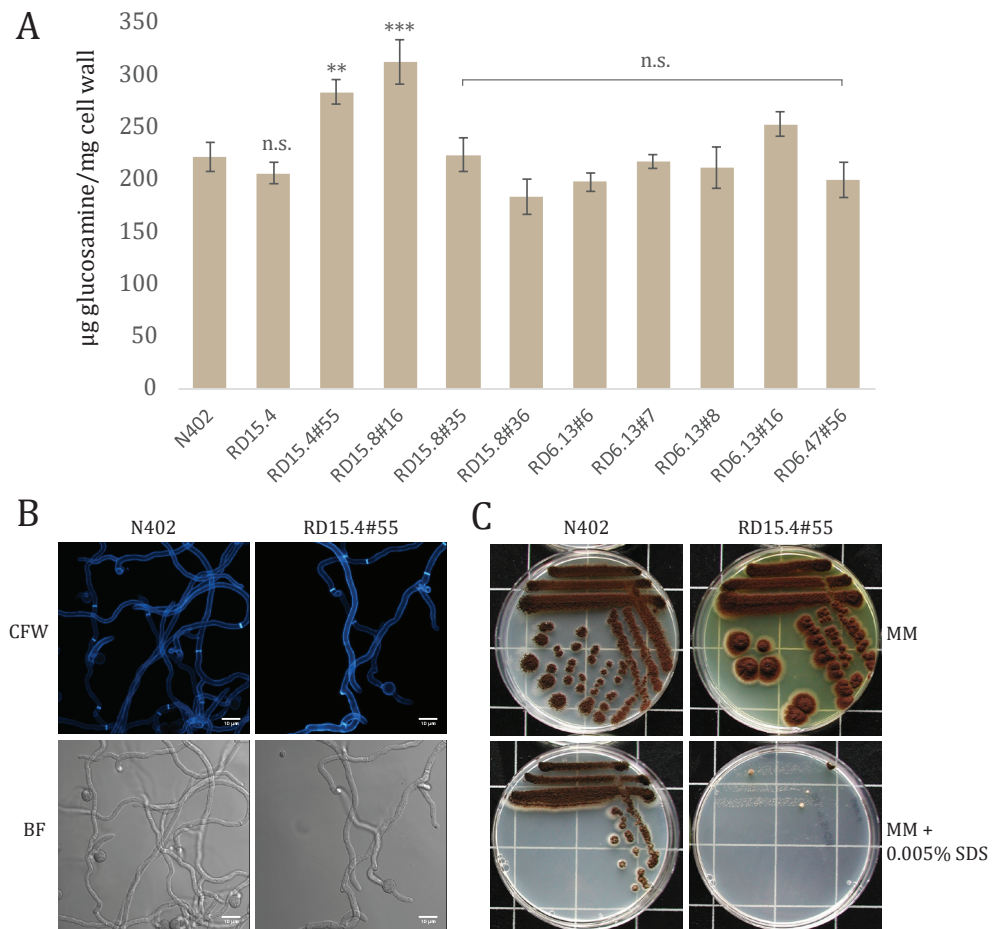 A
µg glucosamine/mg cell wall
350
300
250
200
150
100
50
0
n.s.
**
***
n.s.
N402
RD15.4
RD15.4#55
RD15.8#16
RD15.8#35
RD15.8#36
RD6.13#6
RD6.13#7
RD6.13#8
RD6.13#16
RD6.47#56
B
N402
RD15.4#55
CFW
10 µm
10 µm
BF
10 µm
10 µm
C
N402
RD15.4#55
MM
MM +
0.005% SDS